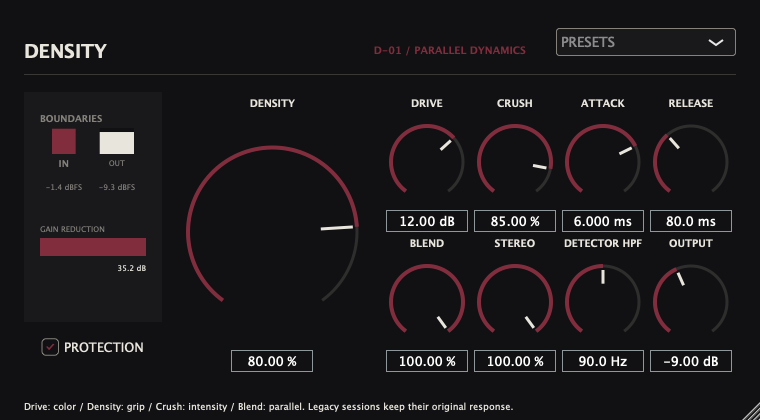 DENSITY
D-01 / PARALLEL DYNAMICS
PRESETS
BOUNDARIES
IN OUT
-1.4 dBFS -9.3 dBFS
GAIN REDUCTION
35.2 dB
PROTECTION
DENSITY
80.00 %
DRIVE CRUSH ATTACK RELEASE
12.00 dB 85.00 % 6.000 ms 80.0 ms
BLEND STEREO DETECTOR HPF OUTPUT
100.00 % 100.00 % 90.0 Hz -9.00 dB
Drive: color / Density: grip / Crush: intensity / Blend: parallel. Legacy sessions keep their original response.